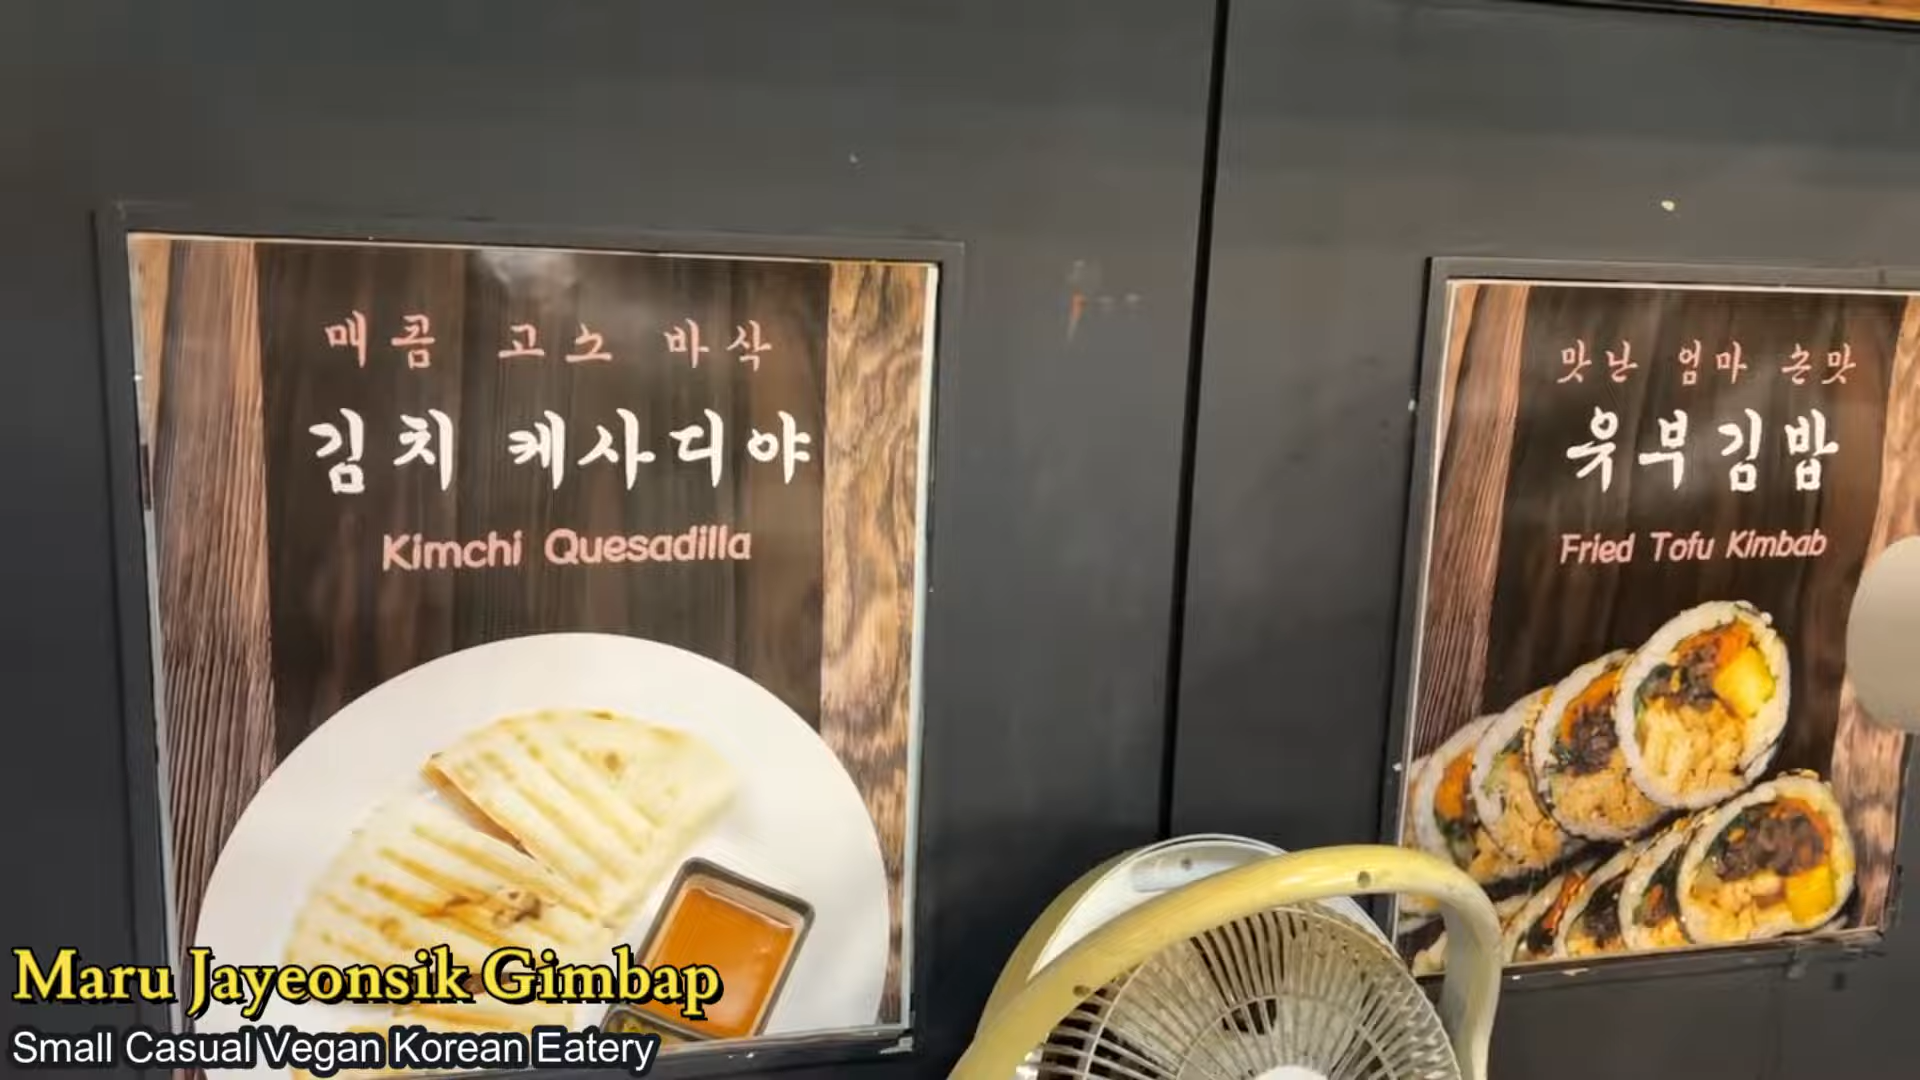 매콤 고소 바삭
김치 케사디야
Kimchi Quesadilla
맛난 엄마 손맛
유부김밥
Fried Tofu Kimbab
Maru Jayeonsik Gimbap
Small Casual Vegan Korean Eatery